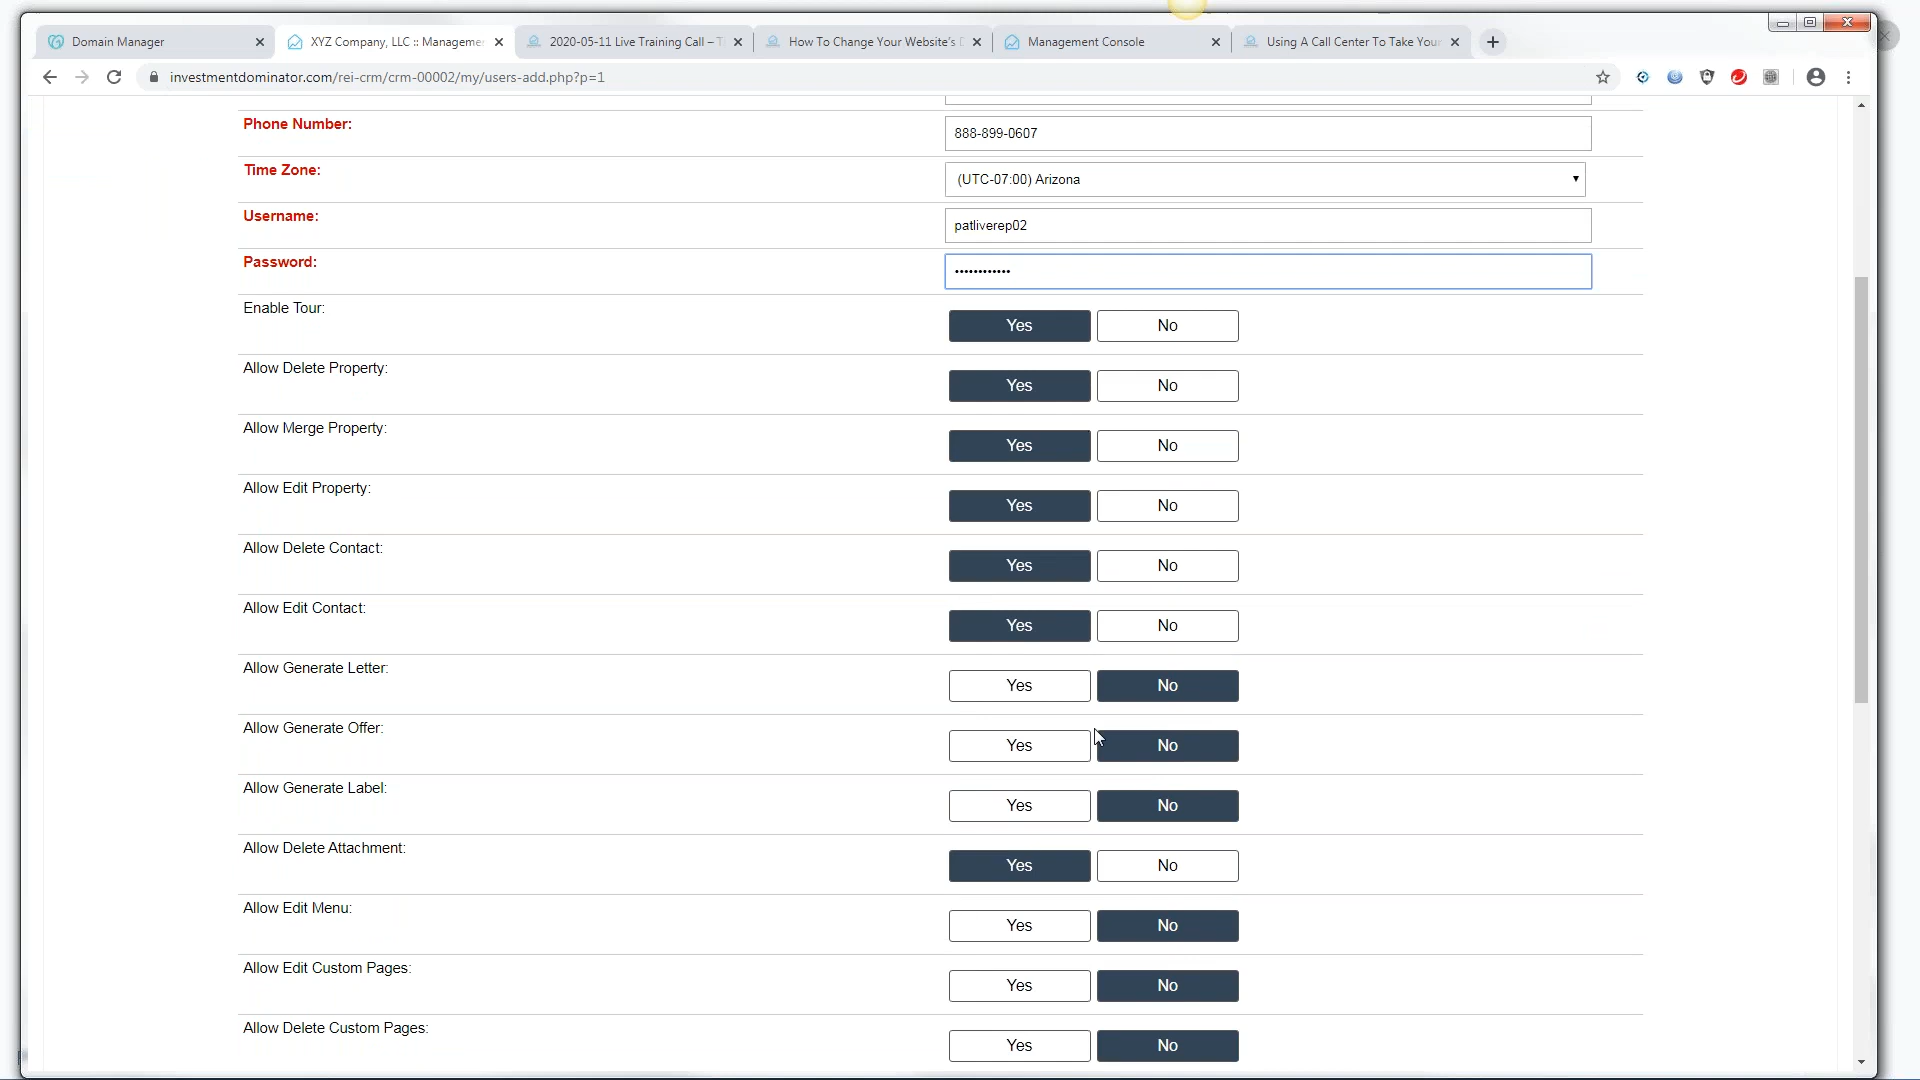 Domain Manager
XYZ Company, LLC :: Manageme
2020-05-11 Live Training Call – T
How To Change Your Website's D
Management Console
Using A Call Center To Take Your
investmentdominator.com/rei-crm/crm-00002/my/users-add.php?p=1
Phone Number: 888-899-0607
Time Zone: (UTC-07:00) Arizona
Username: patliverep02
Password: ••••••••••••
Enable Tour: Yes No
Allow Delete Property: Yes No
Allow Merge Property: Yes No
Allow Edit Property: Yes No
Allow Delete Contact: Yes No
Allow Edit Contact: Yes No
Allow Generate Letter: Yes No
Allow Generate Offer: Yes No
Allow Generate Label: Yes No
Allow Delete Attachment: Yes No
Allow Edit Menu: Yes No
Allow Edit Custom Pages: Yes No
Allow Delete Custom Pages: Yes No